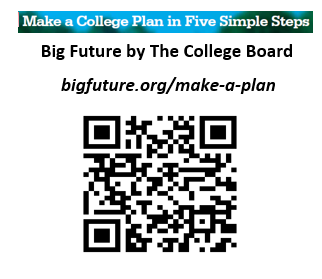 Make a College Plan in Five Simple Steps
Big Future by The College Board
bigfuture.org/make-a-plan